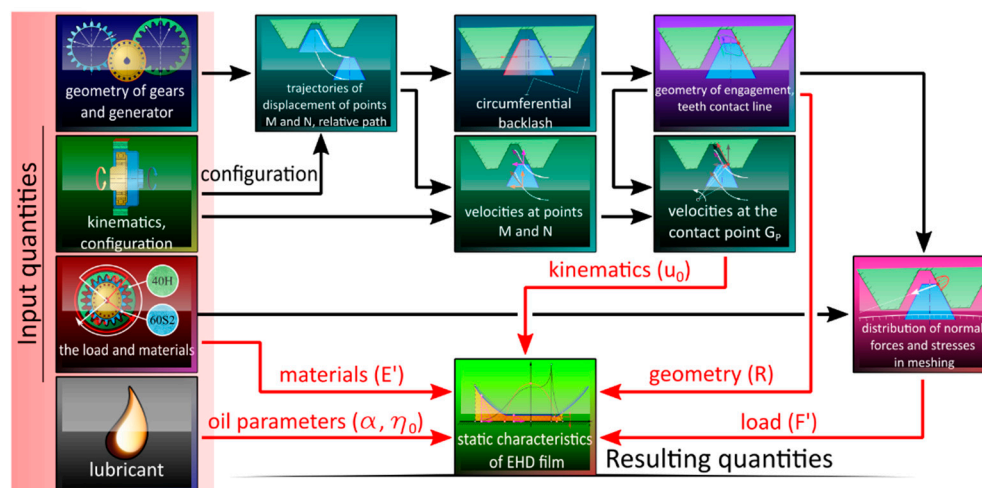 Input quantities
geometry of gears
and generator
kinematics,
configuration
40H
60S2
the load and materials
lubricant
configuration
trajectories of
displacement of points
M and N, relative path
circumferential
backlash
geometry of engagement,
teeth contact line
velocities at points
M and N
velocities at the
contact point Gₚ
kinematics (u₀)
distribution of normal
forces and stresses
in meshing
materials (E')
geometry (R)
oil parameters (α, η₀)
load (F')
static characteristics
of EHD film
Resulting quantities